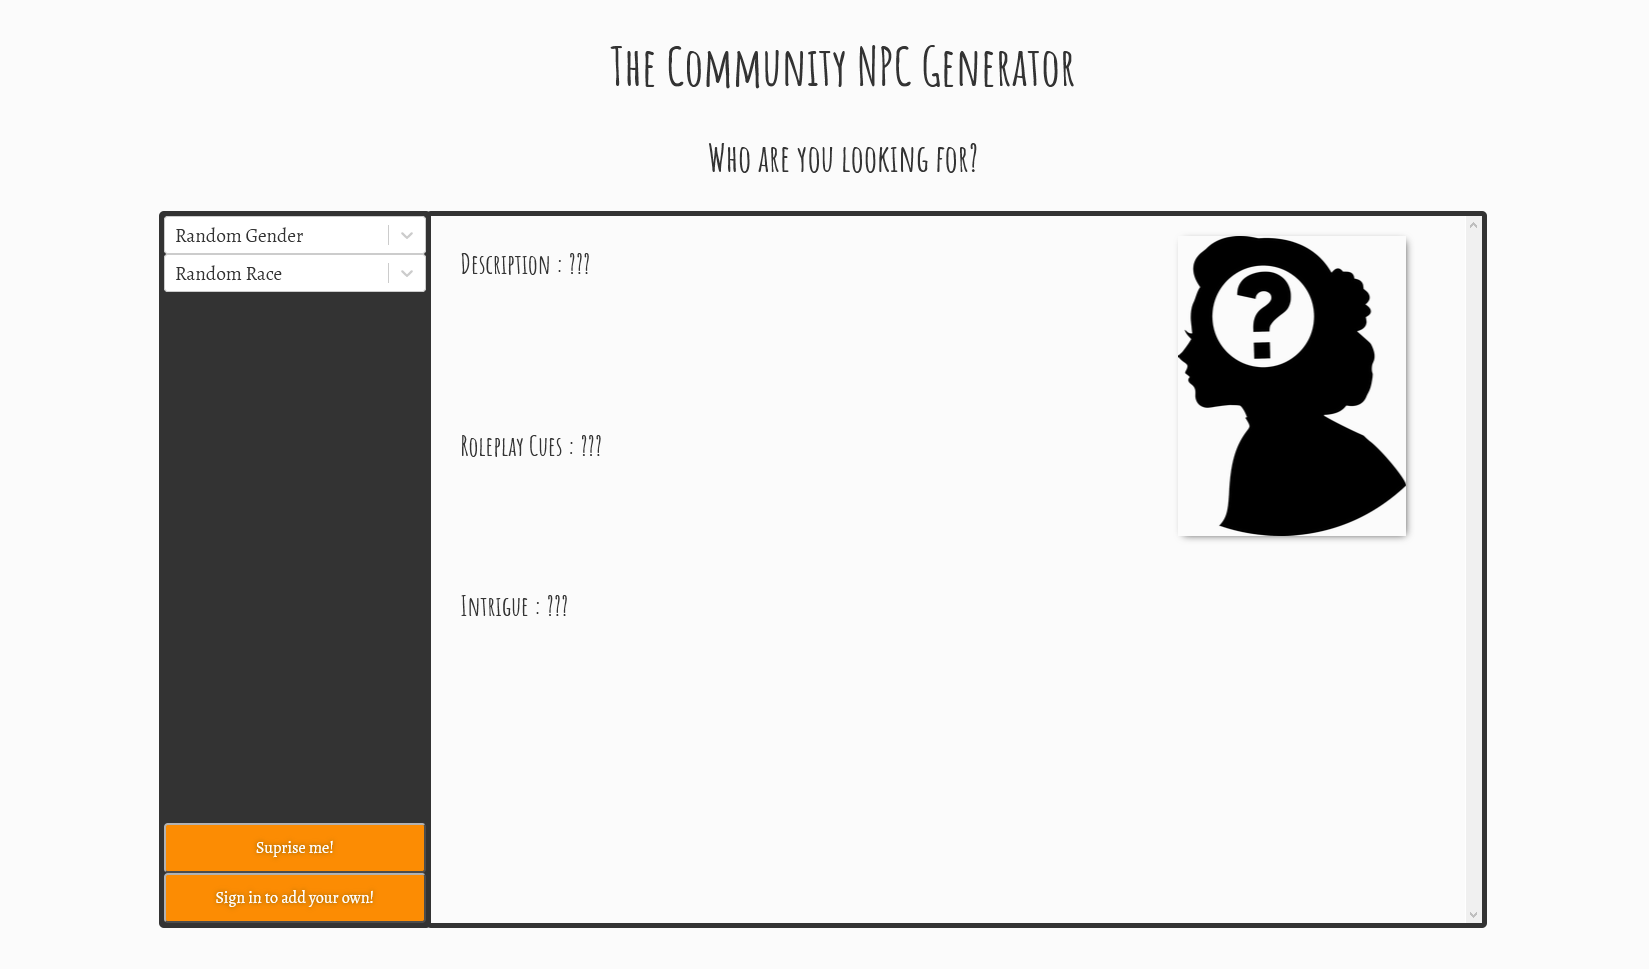 The Community NPC Generator
Who are you looking for?
Random Gender
Random Race
Description : ???
?
Roleplay Cues : ???
Intrigue : ???
Suprise me!
Sign in to add your own!